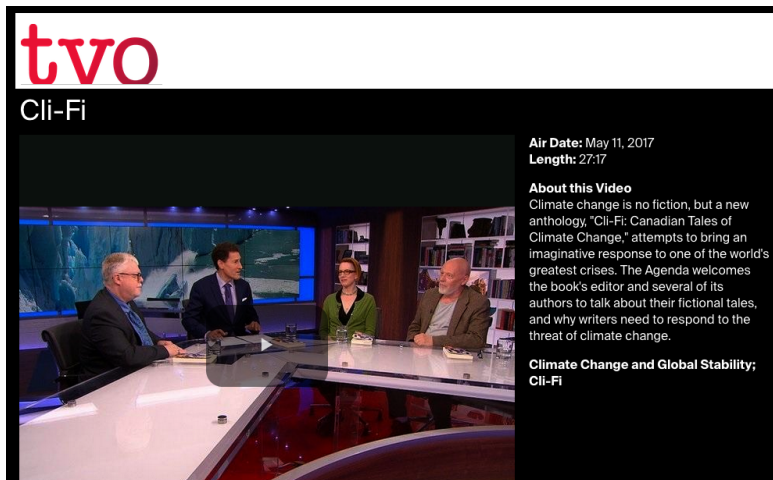 tvo
Cli-Fi
Air Date: May 11, 2017
Length: 27:17
About this Video
Climate change is no fiction, but a new
anthology, "Cli-Fi: Canadian Tales of
Climate Change," attempts to bring an
imaginative response to one of the world's
greatest crises. The Agenda welcomes
the book's editor and several of its
authors to talk about their fictional tales,
and why writers need to respond to the
threat of climate change.
Climate Change and Global Stability;
Cli-Fi